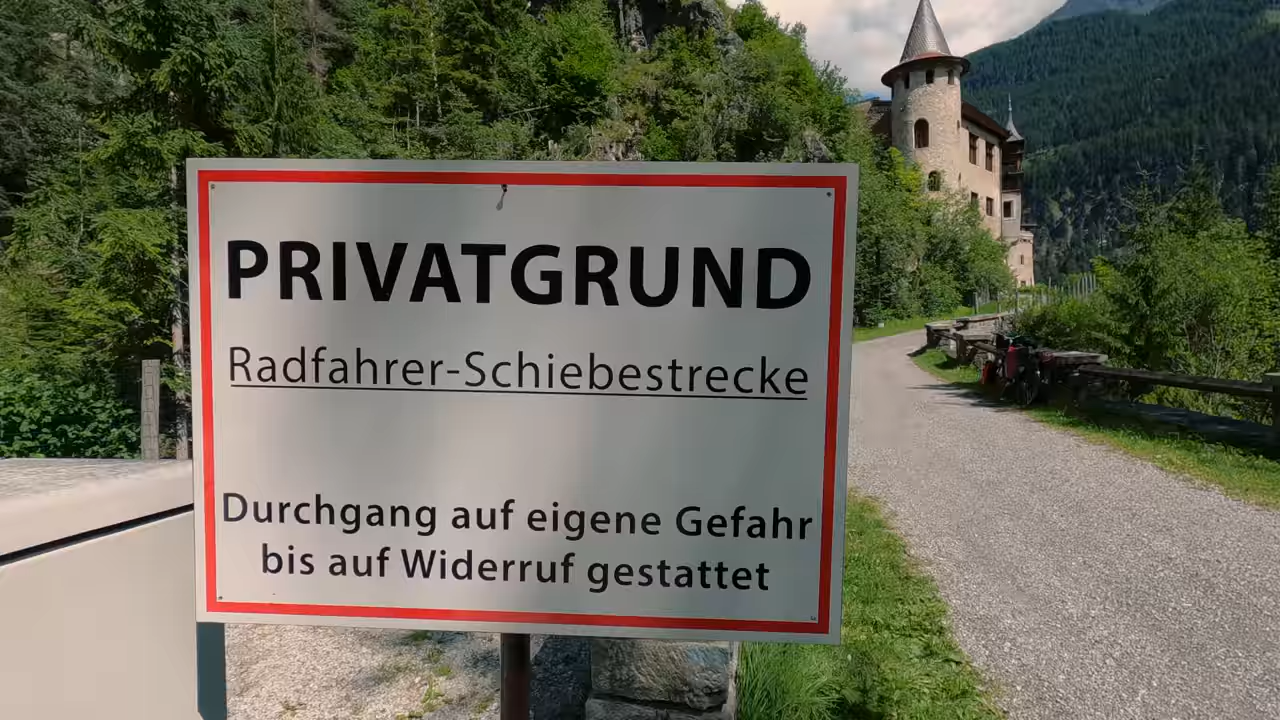 PRIVATGRUND
Radfahrer-Schiebestrecke
Durchgang auf eigene Gefahr
bis auf Widerruf gestattet